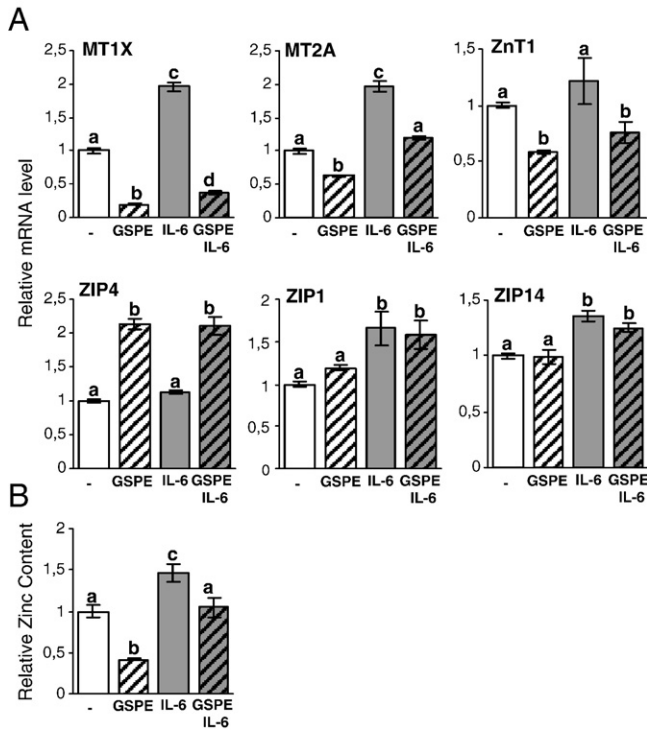 A
Relative mRNA level
MT1X
2,5
2
1,5
1
0,5
0
a
b
c
d
-
GSPE
IL-6
GSPE
IL-6
MT2A
2,5
2
1,5
1
0,5
0
a
b
c
a
-
GSPE
IL-6
GSPE
IL-6
ZnT1
1,5
1
0,5
0
a
b
a
b
-
GSPE
IL-6
GSPE
IL-6
ZIP4
2,5
2
1,5
1
0,5
0
a
b
a
b
-
GSPE
IL-6
GSPE
IL-6
ZIP1
2
1,5
1
0,5
0
a
a
b
b
-
GSPE
IL-6
GSPE
IL-6
ZIP14
1,5
1
0,5
0
a
a
b
b
-
GSPE
IL-6
GSPE
IL-6
B
Relative Zinc Content
2
1,5
1
0,5
0
a
b
c
a
-
GSPE
IL-6
GSPE
IL-6